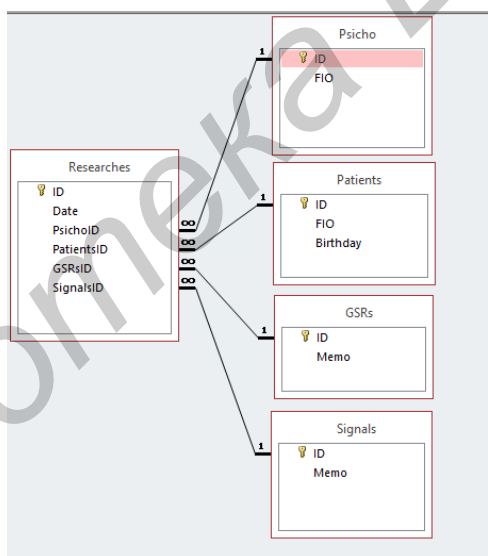 Researches
ID
Date
PsichoID
PatientsID
GSRsID
SignalsID
∞
∞
∞
∞
Psicho
1
ID
FIO
Patients
1
ID
FIO
Birthday
GSRs
1
ID
Memo
Signals
1
ID
Memo